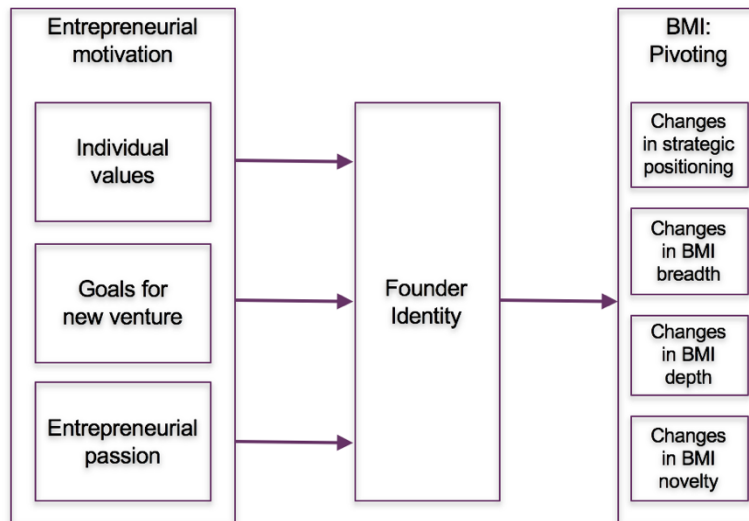 Entrepreneurial
motivation
Individual
values
Goals for
new venture
Entrepreneurial
passion
Founder
Identity
BMI:
Pivoting
Changes
in strategic
positioning
Changes
in BMI
breadth
Changes
in BMI
depth
Changes
in BMI
novelty